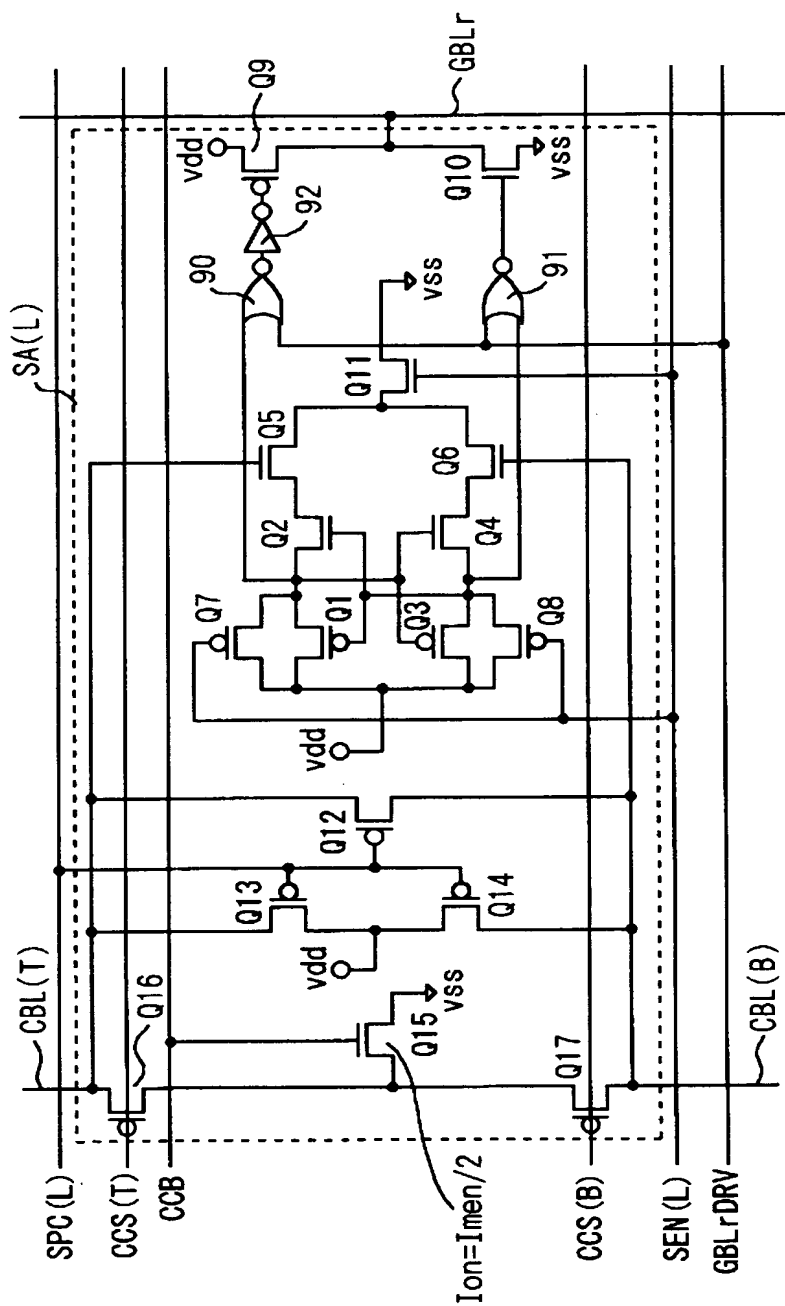 SA(L)
CBL(T)
SPC(L)
CCS(T)
CCB
Q16
vdd
Q9
GBLr
90
92
Q5
Q7
Q2
Q13
Q1
Q11
vss
Q10
vss
vdd
vdd
Q12
Q15
vss
Q3
Q4
Q6
91
Q14
Q8
Q17
Ion=Imen/2
CCS(B)
SEN(L)
GBLrDRV
CBL(B)